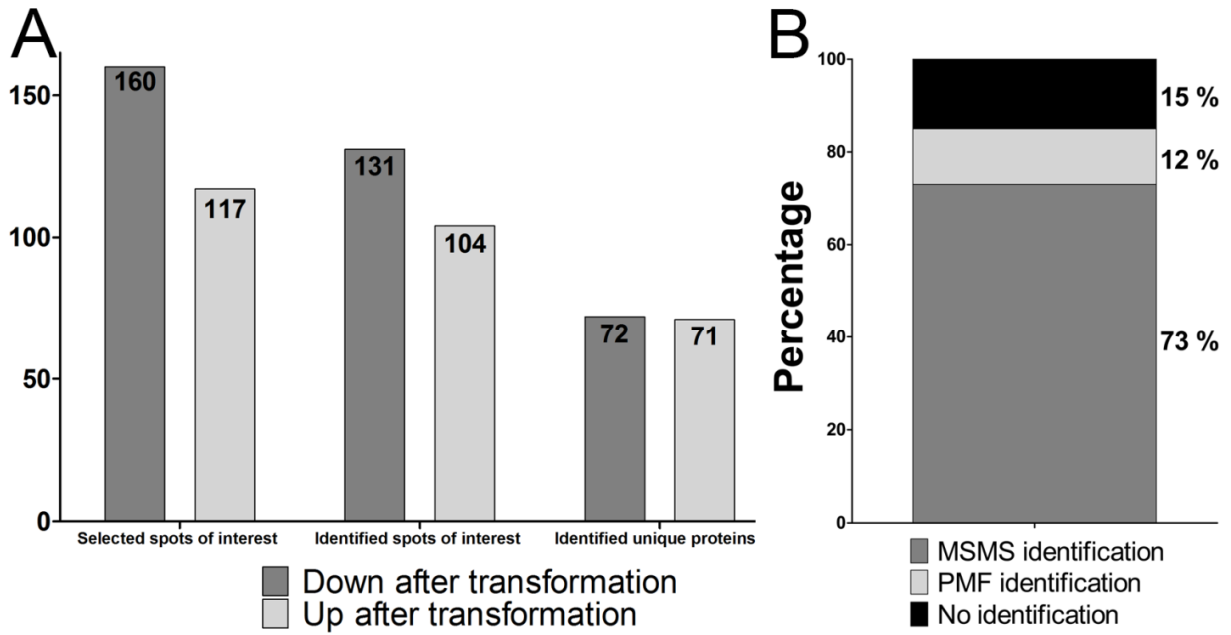 A
150
100
50
0
160
117
131
104
72
71
Selected spots of interest
Identified spots of interest
Identified unique proteins
Down after transformation
Up after transformation
B
Percentage
100
80
60
40
20
0
15 %
12 %
73 %
MSMS identification
PMF identification
No identification